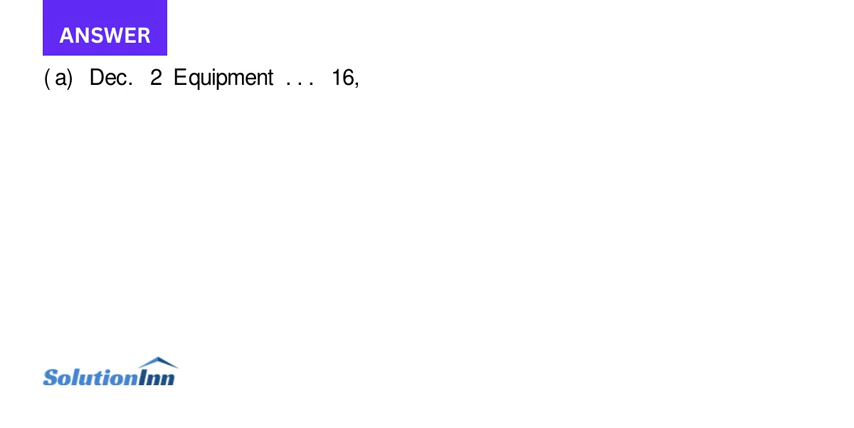 ANSWER
( a) Dec. 2 Equipment . . . 16,
SolutionInn